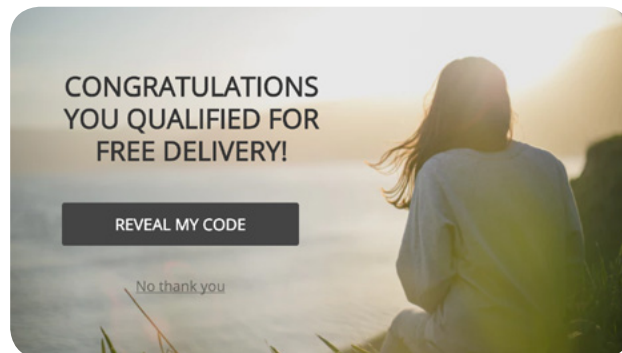 CONGRATULATIONS
YOU QUALIFIED FOR
FREE DELIVERY!
REVEAL MY CODE
No thank you